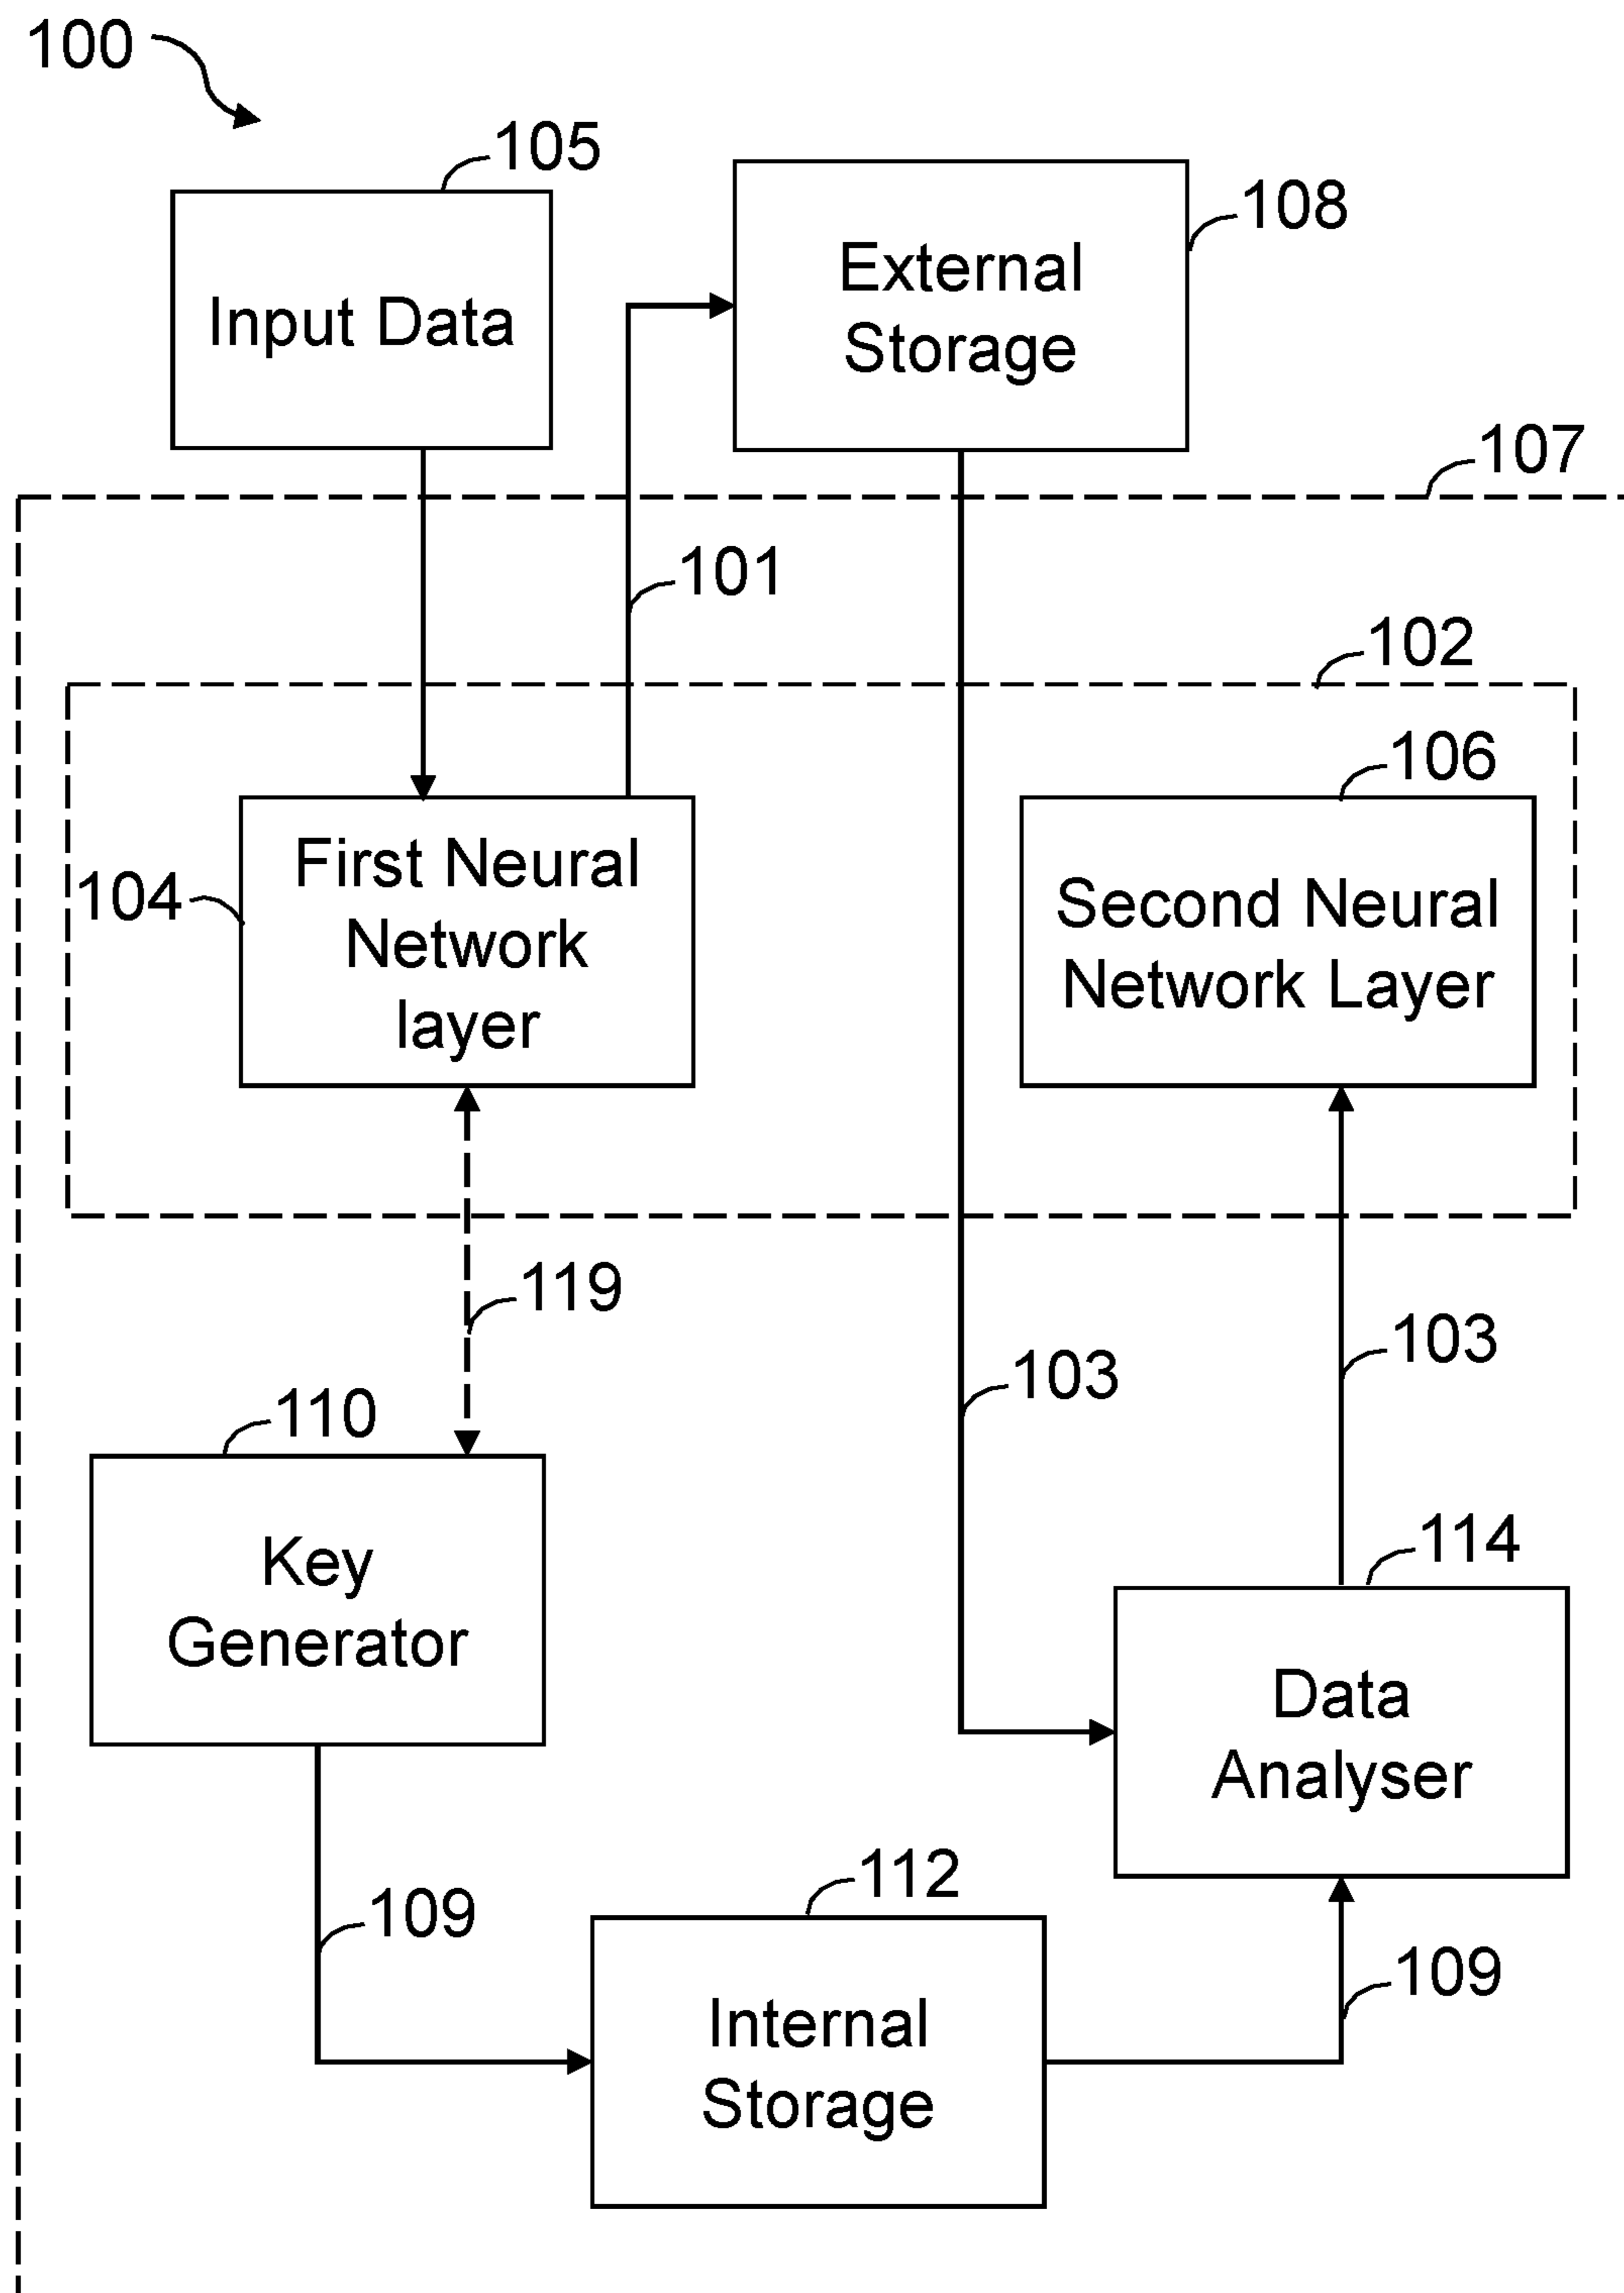 100
105
Input Data
108
External
Storage
107
101
102
104
First Neural
Network
layer
106
Second Neural
Network Layer
119
103
103
110
Key
Generator
114
Data
Analyser
109
112
Internal
Storage
109